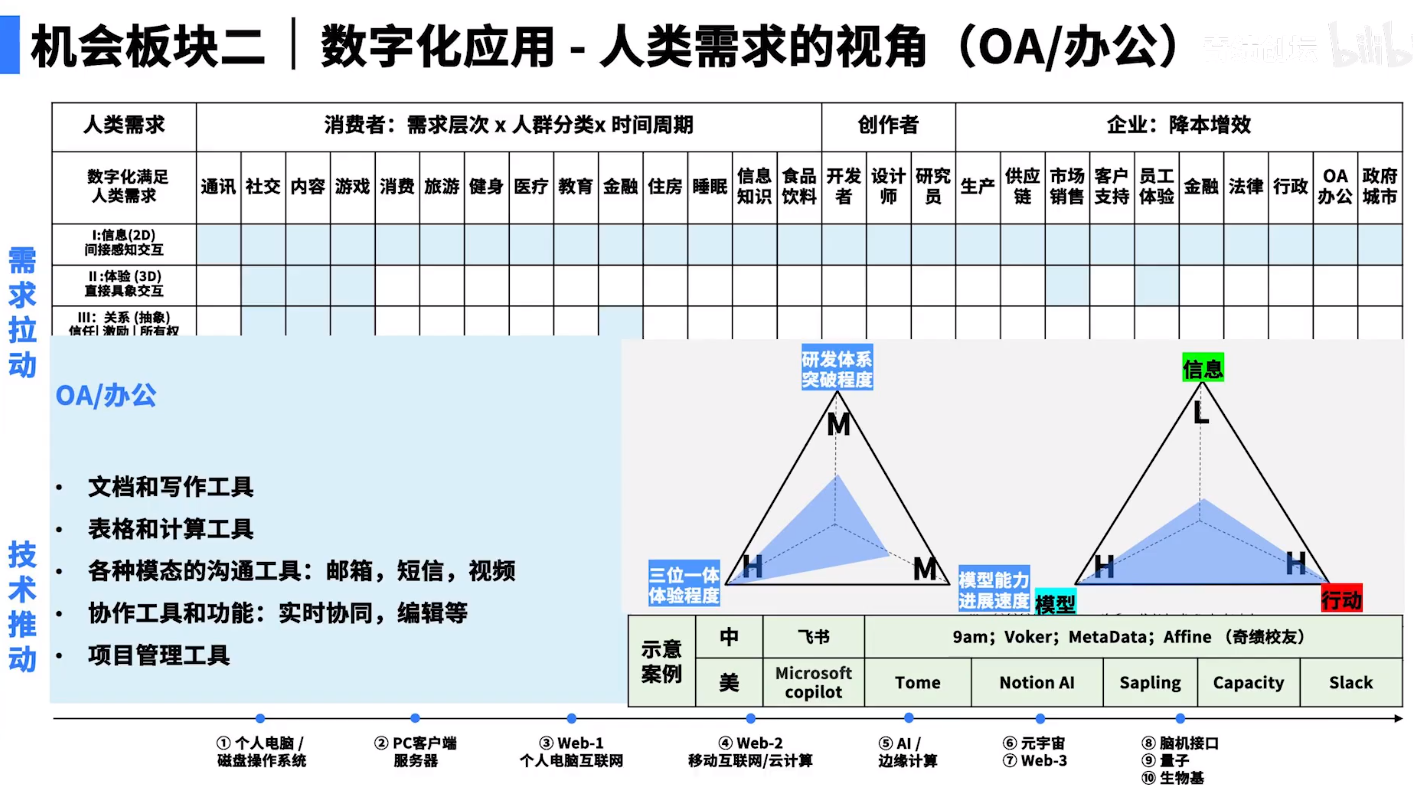 机会板块二｜数字化应用 - 人类需求的视角（OA/办公）
bilibili
人类需求
消费者：需求层次 x 人群分类x 时间周期
创作者
企业：降本增效
数字化满足
人类需求
通讯
社交
内容
游戏
消费
旅游
健身
医疗
教育
金融
住房
睡眠
信息
知识
食品
饮料
开发
者
设计
师
研究
员
生产
供应
链
市场
销售
客户
支持
员工
体验
金融
法律
行政
OA
办公
政府
城市
I:信息(2D)
间接感知交互
II:体验 (3D)
直接具象交互
III: 关系 (抽象)
信任| 激励 | 所有权
需求拉动
技术推动
OA/办公
• 文档和写作工具
• 表格和计算工具
• 各种模态的沟通工具：邮箱，短信，视频
• 协作工具和功能：实时协同，编辑等
• 项目管理工具
研发体系
突破程度
M
H
M
三位一体
体验程度
模型能力
进展速度
信息
L
H
H
模型
行动
示意
案例
中
飞书
9am；Voker；MetaData；Affine （奇绩校友）
美
Microsoft
copilot
Tome
Notion AI
Sapling
Capacity
Slack
① 个人电脑 /
磁盘操作系统
② PC客户端
服务器
③ Web-1
个人电脑互联网
④ Web-2
移动互联网/云计算
⑤ AI /
边缘计算
⑥ 元宇宙
⑦ Web-3
⑧ 脑机接口
⑨ 量子
⑩ 生物基